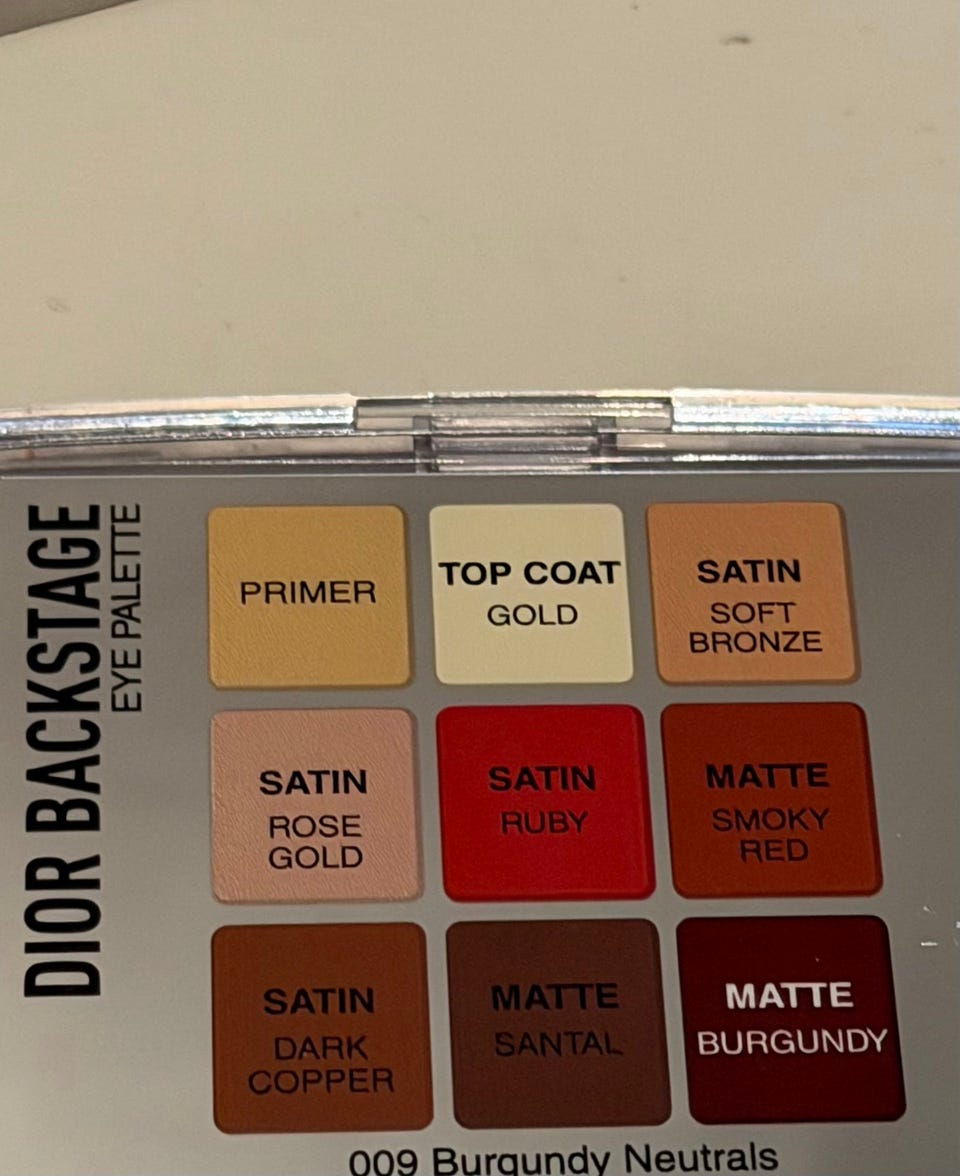 DIOR BACKSTAGE
EYE PALETTE
PRIMER
TOP COAT
GOLD
SATIN
SOFT
BRONZE
SATIN
ROSE
GOLD
SATIN
RUBY
MATTE
SMOKY
RED
SATIN
DARK
COPPER
MATTE
SANTAL
MATTE
BURGUNDY
009 Burgundy Neutrals